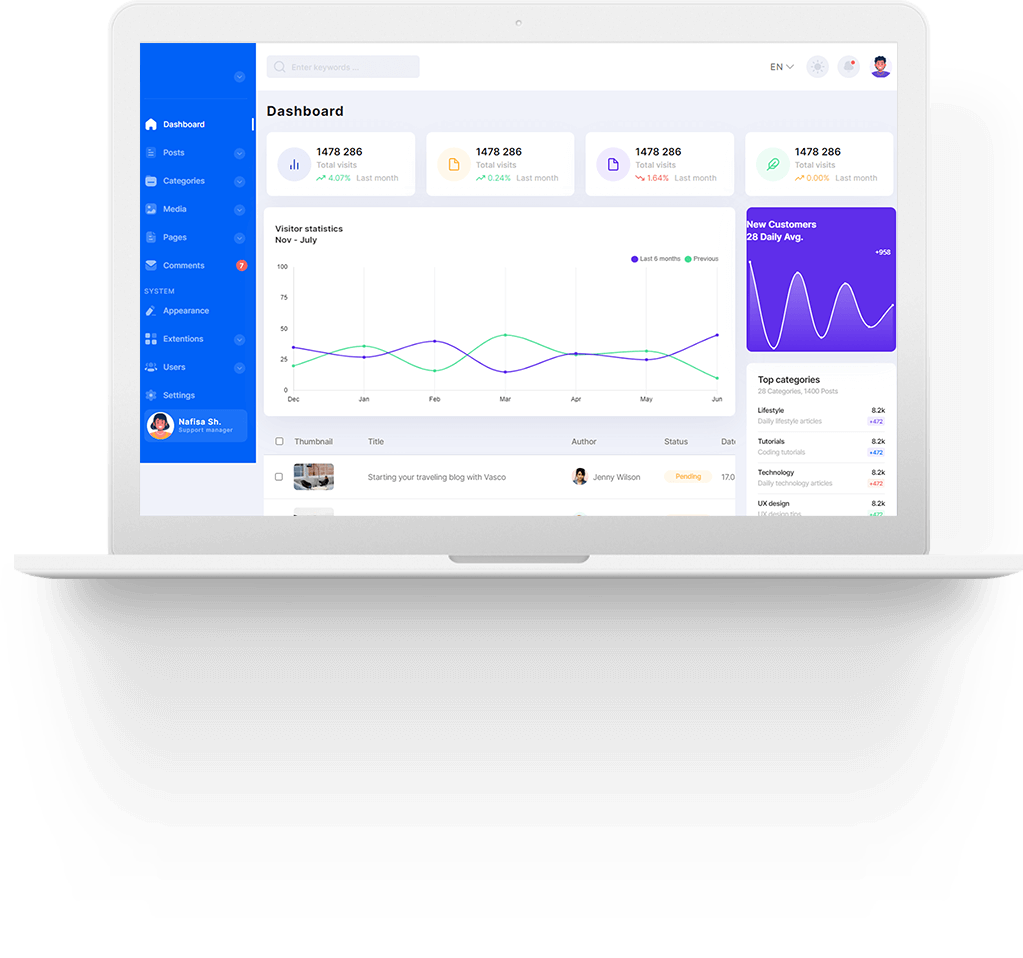 Enter keywords ...
EN
Dashboard
Posts
Categories
Media
Pages
Comments
7
SYSTEM
Appearance
Extentions
Users
Settings
Nafisa Sh.
Support manager
Dashboard
1478 286
Total visits
4.07% Last month
1478 286
Total visits
0.24% Last month
1478 286
Total visits
1.64% Last month
1478 286
Total visits
0.00% Last month
Visitor statistics
Nov - July
Last 6 months
Previous
100
75
50
25
0
Dec
Jan
Feb
Mar
Apr
May
Jun
New Customers
28 Daily Avg.
+958
Thumbnail Title Author Status Date
Starting your traveling blog with Vasco Jenny Wilson Pending 17.0
Top categories
28 Categories, 1400 Posts
Lifestyle 8.2k
Dailly lifestyle articles +472
Tutorials 8.2k
Coding tutorials +472
Technology 8.2k
Dailly technology articles +472
UX design 8.2k
UX design tips +472